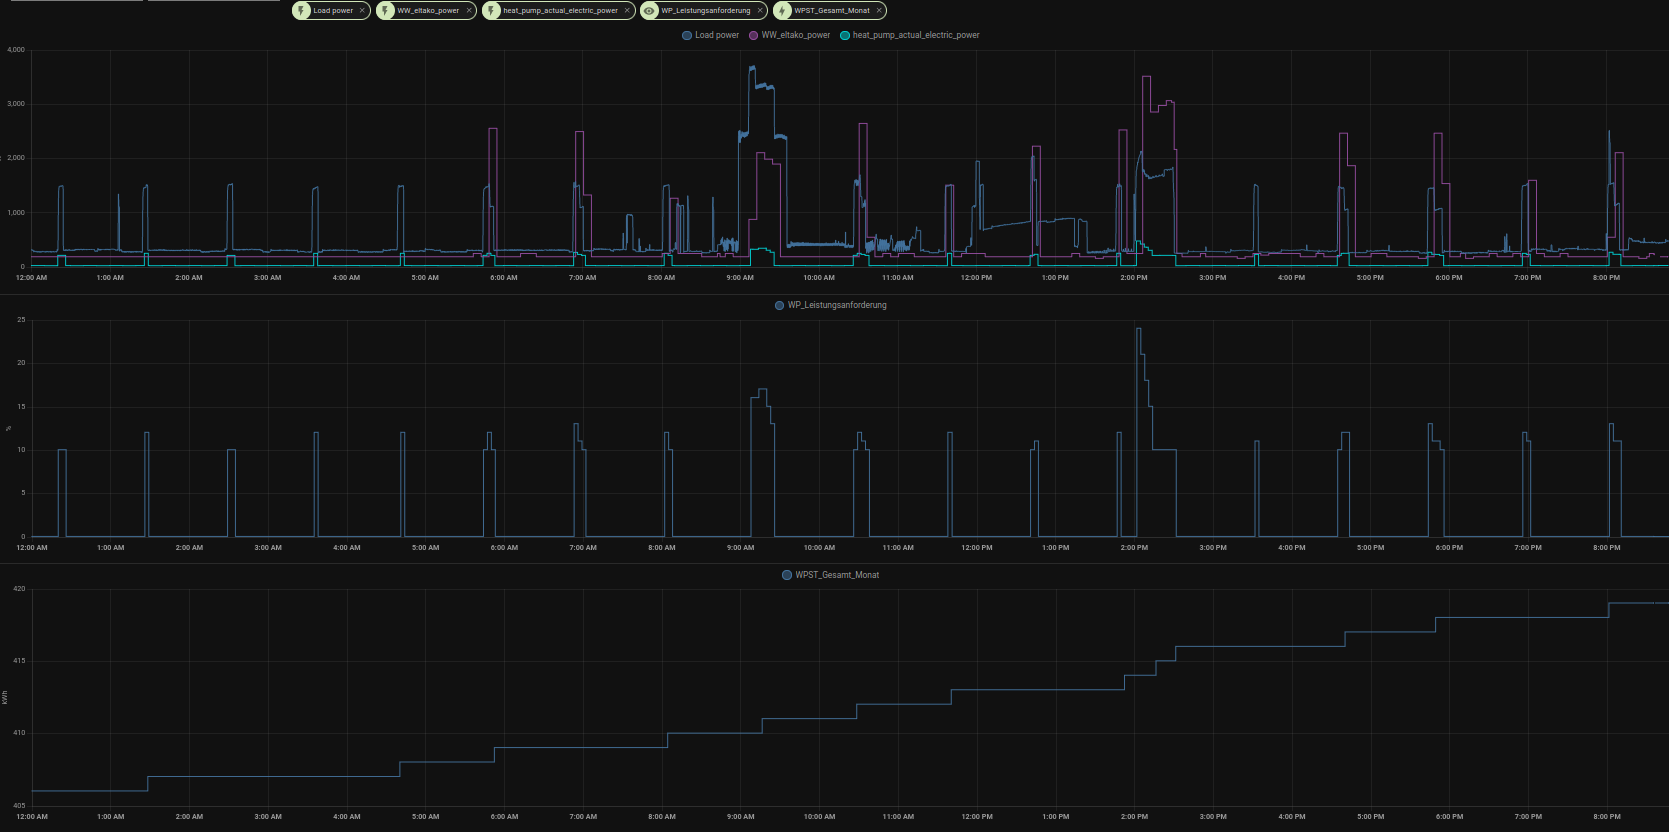 Load power × WW_eltako_power × heat_pump_actual_electric_power × WP_Leistungsanforderung × WPST_Gesamt_Monat ×
Load power WW_eltako_power heat_pump_actual_electric_power
4,000
3,000
2,000
1,000
0
12:00 AM 1:00 AM 2:00 AM 3:00 AM 4:00 AM 5:00 AM 6:00 AM 7:00 AM 8:00 AM 9:00 AM 10:00 AM 11:00 AM 12:00 PM 1:00 PM 2:00 PM 3:00 PM 4:00 PM 5:00 PM 6:00 PM 7:00 PM 8:00 PM
WP_Leistungsanforderung
25
20
15
%
10
5
0
12:00 AM 1:00 AM 2:00 AM 3:00 AM 4:00 AM 5:00 AM 6:00 AM 7:00 AM 8:00 AM 9:00 AM 10:00 AM 11:00 AM 12:00 PM 1:00 PM 2:00 PM 3:00 PM 4:00 PM 5:00 PM 6:00 PM 7:00 PM 8:00 PM
WPST_Gesamt_Monat
420
415
kWh
410
405
12:00 AM 1:00 AM 2:00 AM 3:00 AM 4:00 AM 5:00 AM 6:00 AM 7:00 AM 8:00 AM 9:00 AM 10:00 AM 11:00 AM 12:00 PM 1:00 PM 2:00 PM 3:00 PM 4:00 PM 5:00 PM 6:00 PM 7:00 PM 8:00 PM